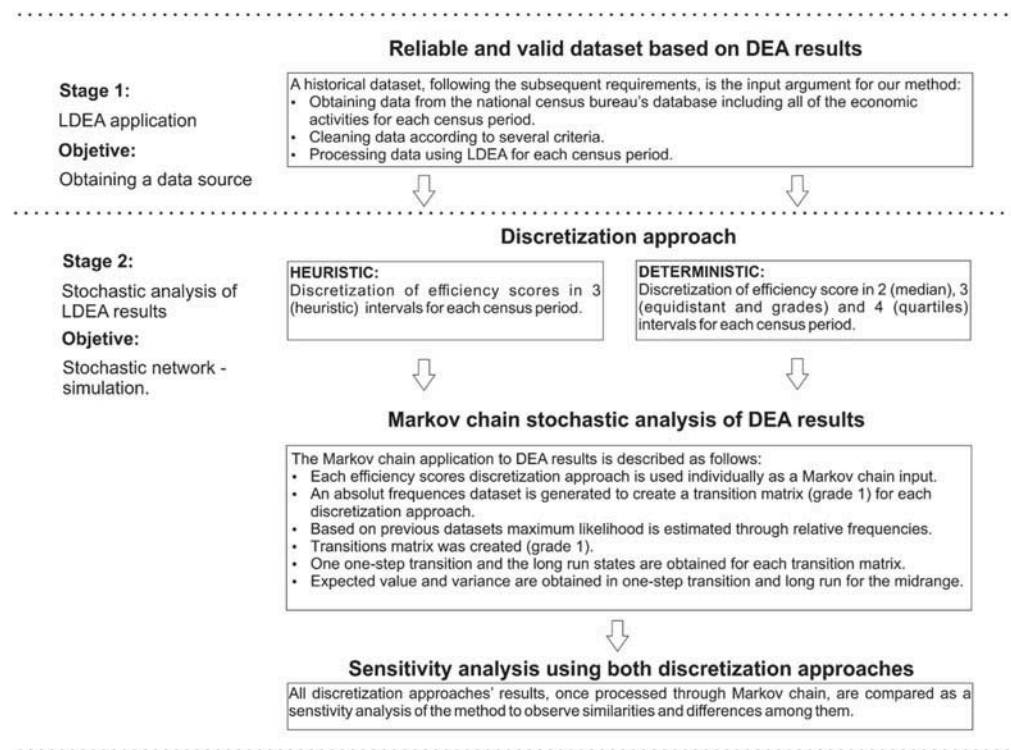 Reliable and valid dataset based on DEA results
Stage 1:
LDEA application
Objetive:
Obtaining a data source
A historical dataset, following the subsequent requirements, is the input argument for our method:
• Obtaining data from the national census bureau's database including all of the economic
activities for each census period.
• Cleaning data according to several criteria.
• Processing data using LDEA for each census period.
Discretization approach
Stage 2:
Stochastic analysis of
LDEA results
Objetive:
Stochastic network -
simulation.
HEURISTIC:
Discretization of efficiency scores in 3
(heuristic) intervals for each census period.
DETERMINISTIC:
Discretization of efficiency score in 2 (median), 3
(equidistant and grades) and 4 (quartiles)
intervals for each census period.
Markov chain stochastic analysis of DEA results
The Markov chain application to DEA results is described as follows:
• Each efficiency scores discretization approach is used individually as a Markov chain input.
• An absolut frequences dataset is generated to create a transition matrix (grade 1) for each
discretization approach.
• Based on previous datasets maximum likelihood is estimated through relative frequencies.
• Transitions matrix was created (grade 1).
• One one-step transition and the long run states are obtained for each transition matrix.
• Expected value and variance are obtained in one-step transition and long run for the midrange.
Sensitivity analysis using both discretization approaches
All discretization approaches' results, once processed through Markov chain, are compared as a
senstivity analysis of the method to observe similarities and differences among them.